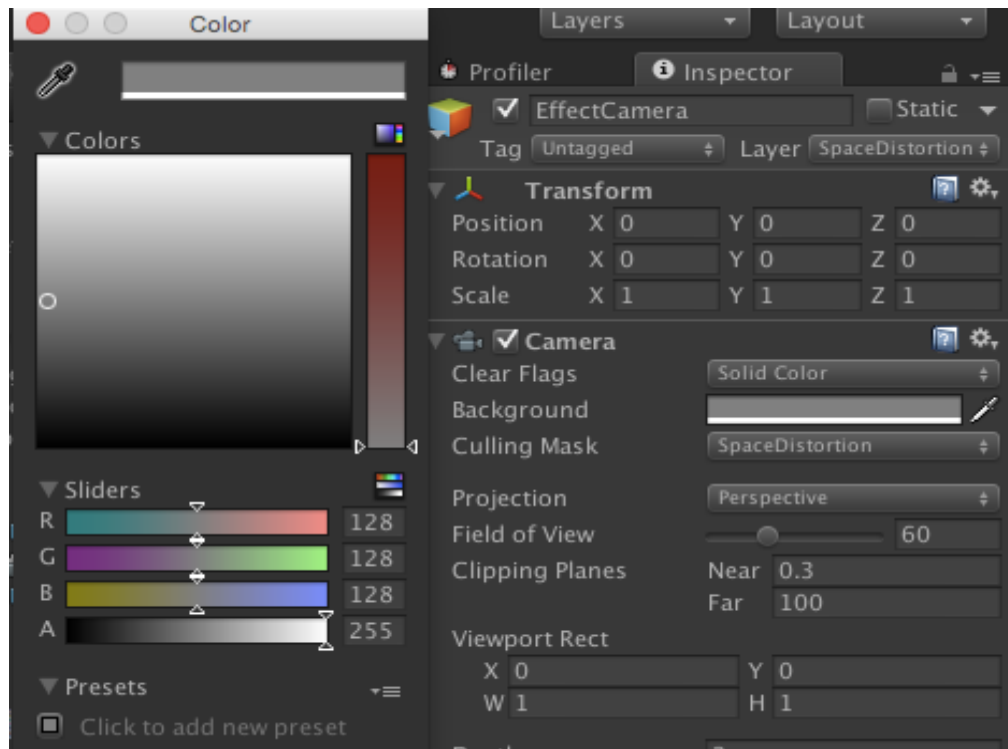 Color
Colors
Sliders
R 128
G 128
B 128
A 255
Presets
Click to add new preset
Layers Layout
Profiler Inspector
EffectCamera Static
Tag Untagged Layer SpaceDistortion
Transform
Position X 0 Y 0 Z 0
Rotation X 0 Y 0 Z 0
Scale X 1 Y 1 Z 1
Camera
Clear Flags Solid Color
Background
Culling Mask SpaceDistortion
Projection Perspective
Field of View 60
Clipping Planes Near 0.3
Far 100
Viewport Rect
X 0 Y 0
W 1 H 1